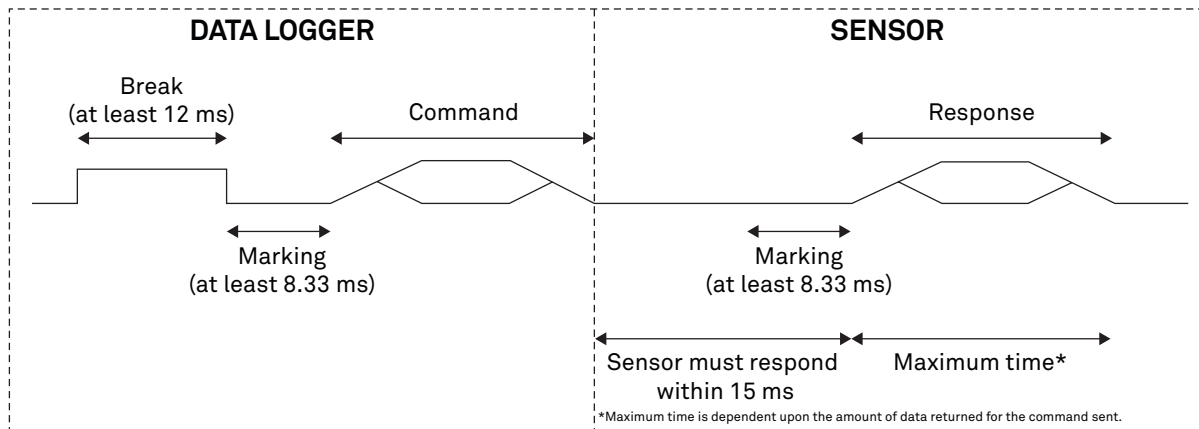 DATA LOGGER
Break
(at least 12 ms)
Command
Marking
(at least 8.33 ms)
SENSOR
Response
Marking
(at least 8.33 ms)
Sensor must respond
within 15 ms
Maximum time*
*Maximum time is dependent upon the amount of data returned for the command sent.